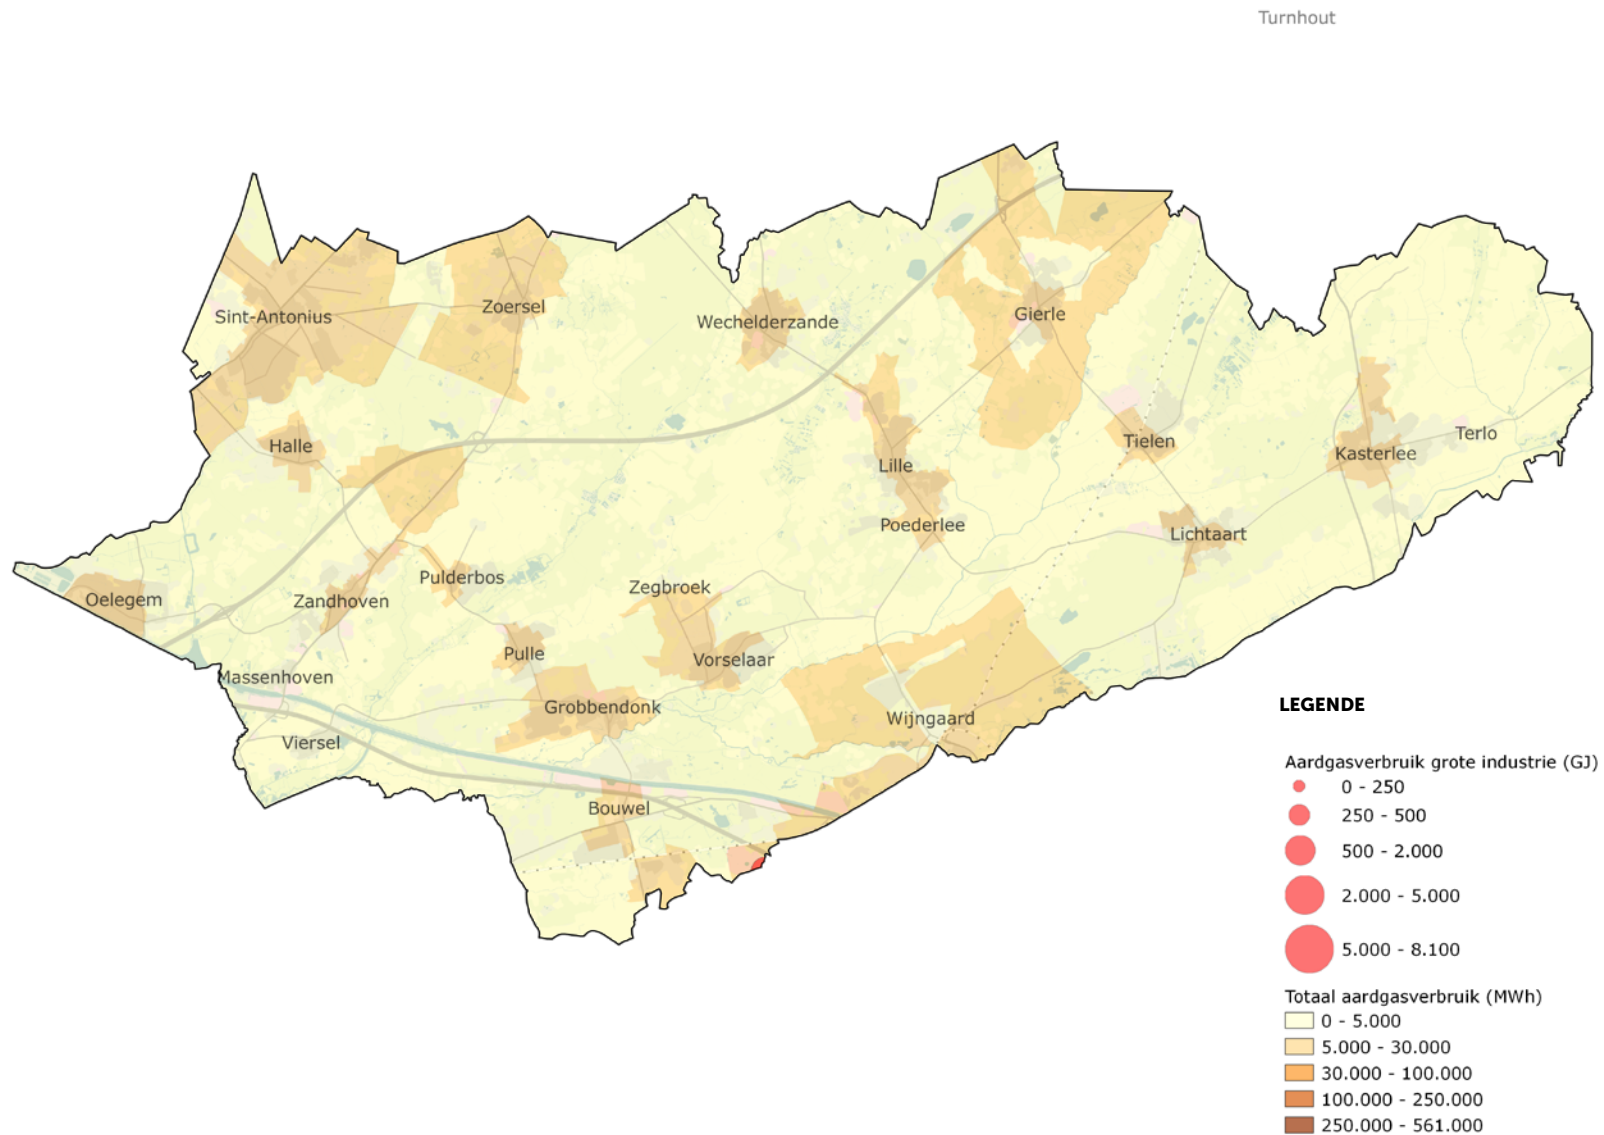 Turnhout
Sint-Antonius
Zoersel
Wechelderzande
Gierle
Halle
Lille
Tielen
Kasterlee
Terlo
Poederlee
Lichtaart
Oelegem
Zandhoven
Pulderbos
Zegbroek
Pulle
Vorselaar
Massenhoven
Grobbendonk
Wijngaard
Viersel
Bouwel
LEGENDE
Aardgasverbruik grote industrie (GJ)
0 - 250
250 - 500
500 - 2.000
2.000 - 5.000
5.000 - 8.100
Totaal aardgasverbruik (MWh)
0 - 5.000
5.000 - 30.000
30.000 - 100.000
100.000 - 250.000
250.000 - 561.000